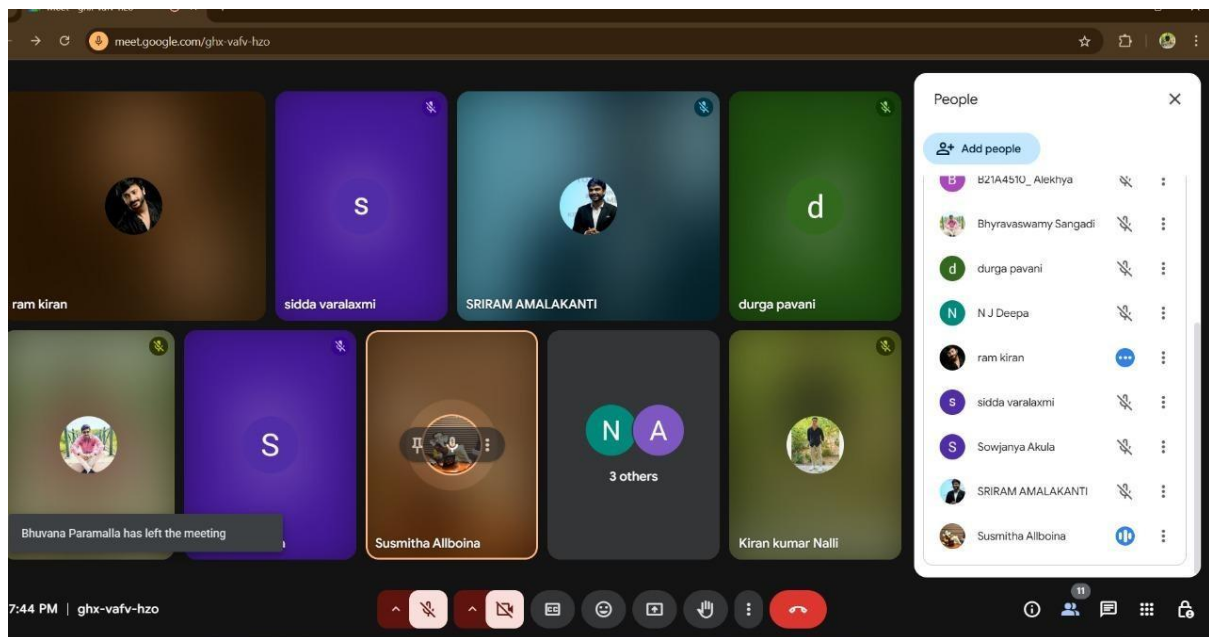 meet.google.com/ghx-vafv-hzo
ram kiran
s
sidda varalaxmi
SRIRAM AMALAKANTI
d
durga pavani
S
Susmitha Allboina
N A
3 others
Kiran kumar Nalli
Bhuvana Paramalla has left the meeting
People
Add people
B B21A4510_ Alekhya
Bhyravaswamy Sangadi
d durga pavani
N N J Deepa
ram kiran
s sidda varalaxmi
S Sowjanya Akula
SRIRAM AMALAKANTI
Susmitha Allboina
7:44 PM | ghx-vafv-hzo
11